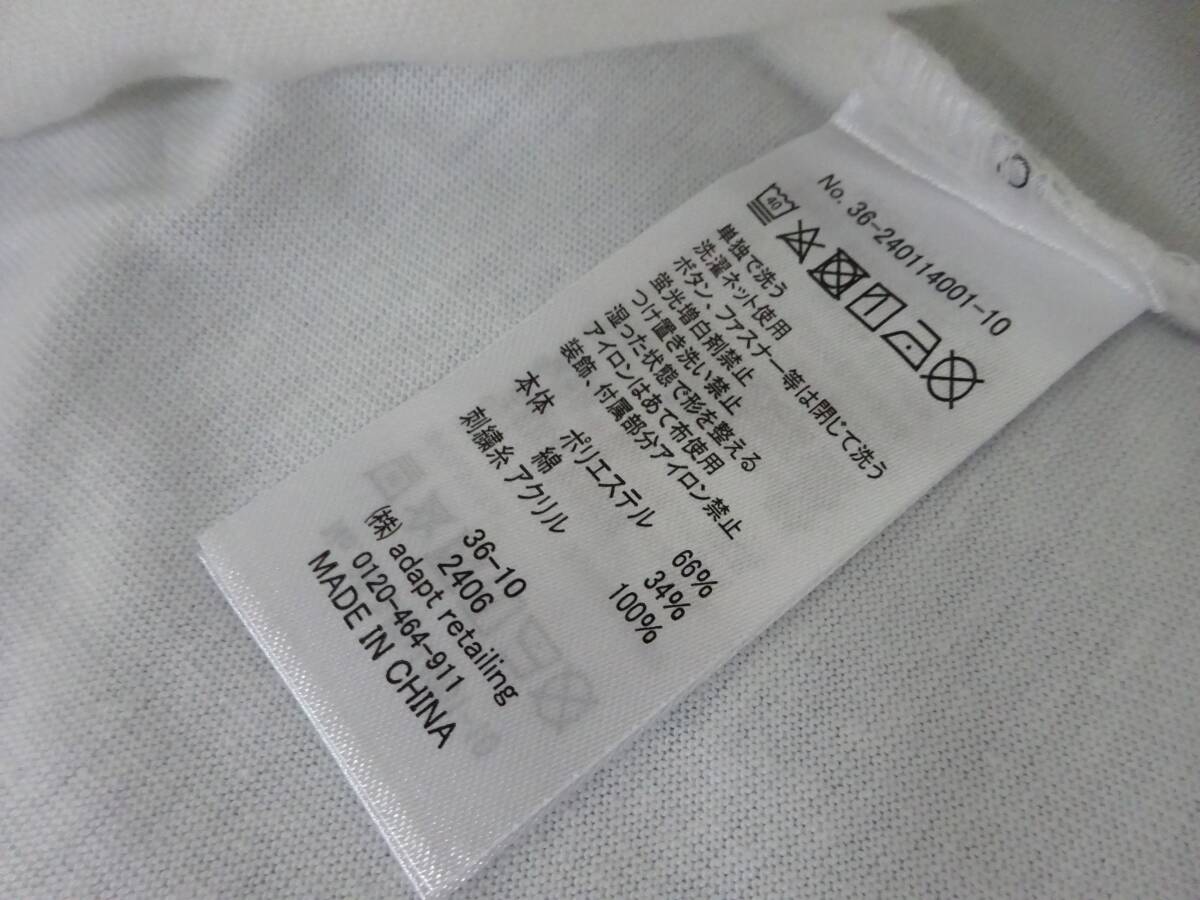 No. 36-240114001-10
40
単独で洗う
洗濯ネット使用
ボタン、ファスナー等は閉じて洗う
蛍光増白剤禁止
つけ置き洗い禁止
湿った状態で形を整える
アイロンはあて布使用
装飾、付属部分アイロン禁止
本体 ポリエステル 66%
綿 34%
刺繍糸 アクリル 100%
36-10
2406
㈱ adapt retailing
0120-464-911
MADE IN CHINA